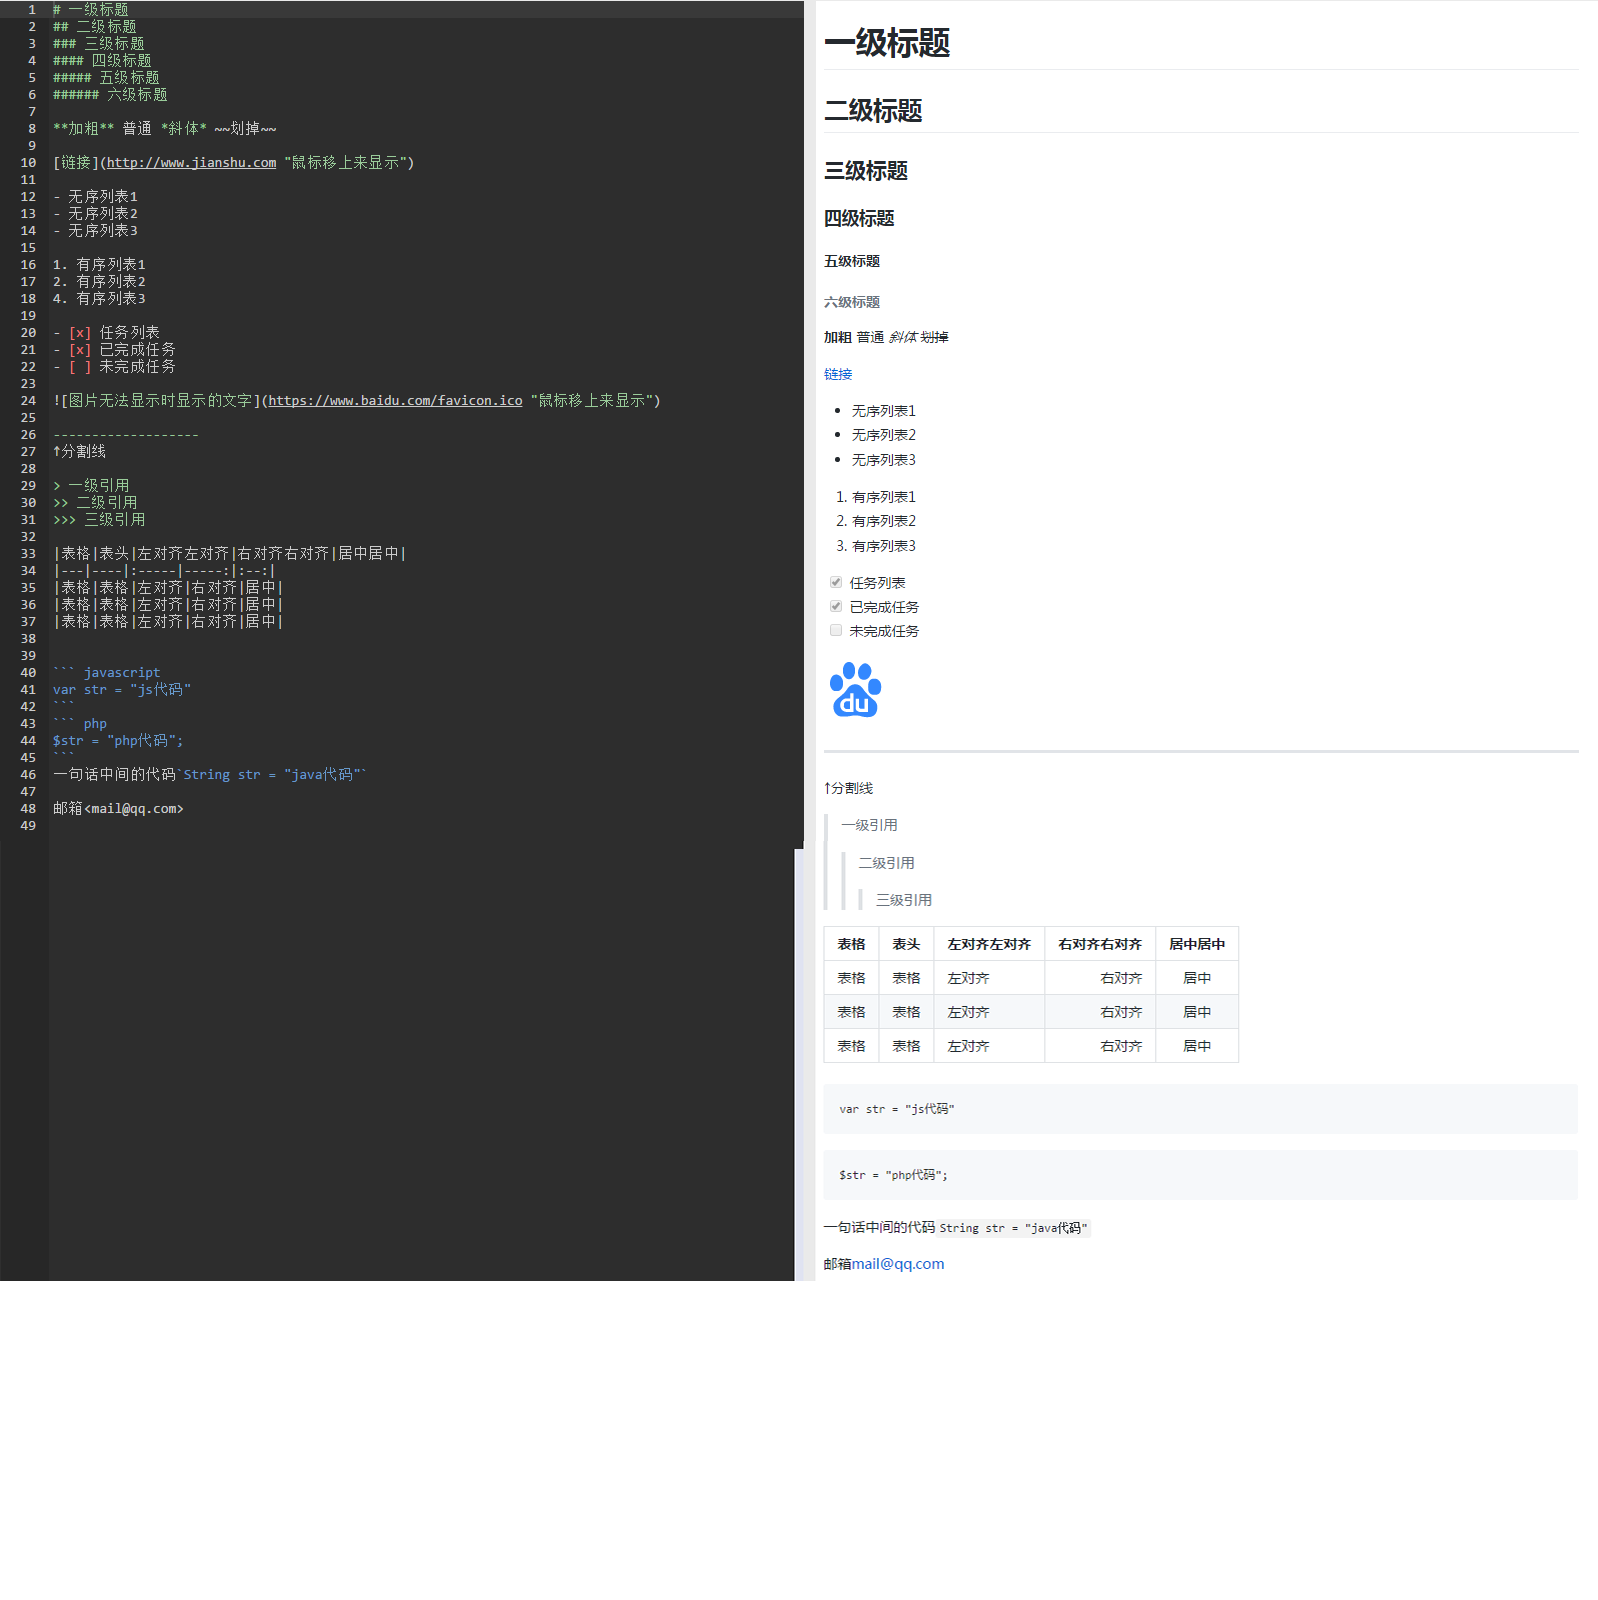 1 # 一级标题
2 ## 二级标题
3 ### 三级标题
4 #### 四级标题
5 ##### 五级标题
6 ###### 六级标题
7
8 **加粗** 普通 *斜体* ~~划掉~~
9
10 [链接](http://www.jianshu.com "鼠标移上来显示")
11
12 - 无序列表1
13 - 无序列表2
14 - 无序列表3
15
16 1. 有序列表1
17 2. 有序列表2
18 4. 有序列表3
19
20 - [x] 任务列表
21 - [x] 已完成任务
22 - [ ] 未完成任务
23
24 ![图片无法显示时显示的文字](https://www.baidu.com/favicon.ico "鼠标移上来显示")
25
26 -------------------
27 ↑分割线
28
29 > 一级引用
30 >> 二级引用
31 >>> 三级引用
32
33 |表格|表头|左对齐左对齐|右对齐右对齐|居中居中|
34 |---|----|:-----|-----:|:--:|
35 |表格|表格|左对齐|右对齐|居中|
36 |表格|表格|左对齐|右对齐|居中|
37 |表格|表格|左对齐|右对齐|居中|
38
39
40 ``` javascript
41 var str = "js代码"
42 ```
43 ``` php
44 $str = "php代码";
45 ```
46 一句话中间的代码`String str = "java代码"`
47
48 邮箱<mail@qq.com>
49
一级标题
二级标题
三级标题
四级标题
五级标题
六级标题
加粗 普通 斜体 划掉
链接
• 无序列表1
• 无序列表2
• 无序列表3
1. 有序列表1
2. 有序列表2
3. 有序列表3
任务列表
已完成任务
未完成任务
du
↑分割线
一级引用
二级引用
三级引用
表格 表头 左对齐左对齐 右对齐右对齐 居中居中
表格 表格 左对齐 右对齐 居中
表格 表格 左对齐 右对齐 居中
表格 表格 左对齐 右对齐 居中
var str = "js代码"
$str = "php代码";
一句话中间的代码 String str = "java代码"
邮箱mail@qq.com